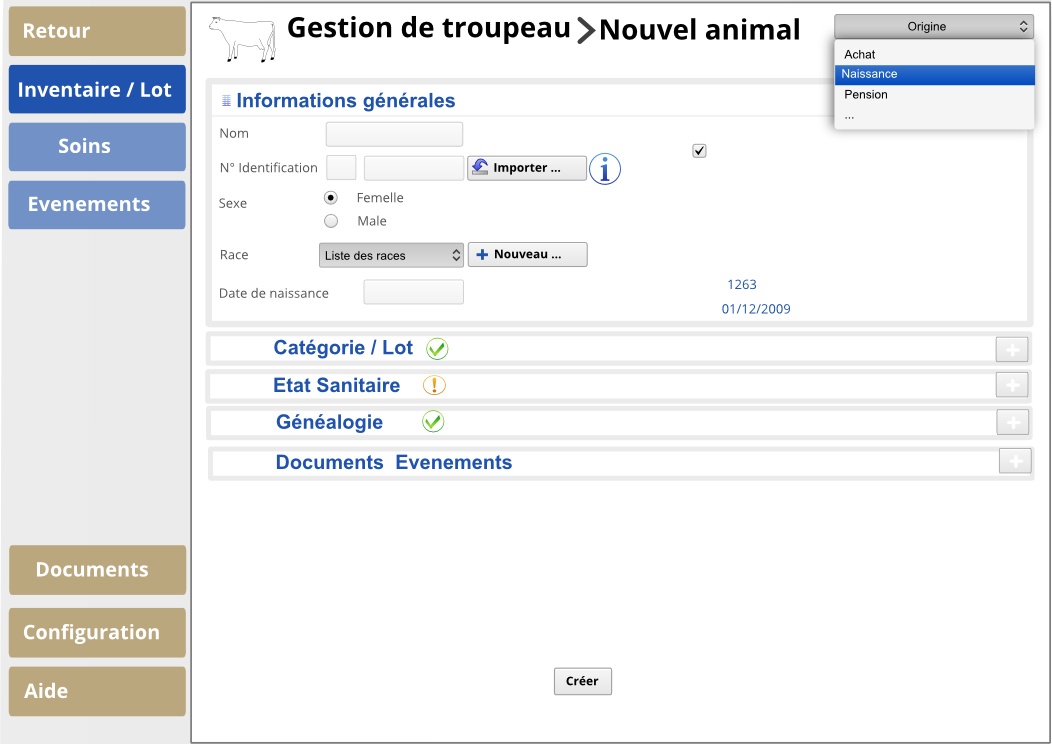 Retour
Inventaire / Lot
Soins
Evenements
Documents
Configuration
Aide
Gestion de troupeau > Nouvel animal
Origine
Achat
Naissance
Pension
...
Informations générales
Nom
N° Identification
Importer ...
i
Sexe
Femelle
Male
Race
Liste des races
+ Nouveau ...
Date de naissance
1263
01/12/2009
Catégorie / Lot
+
Etat Sanitaire !
+
Généalogie
+
Documents Evenements
+
Créer